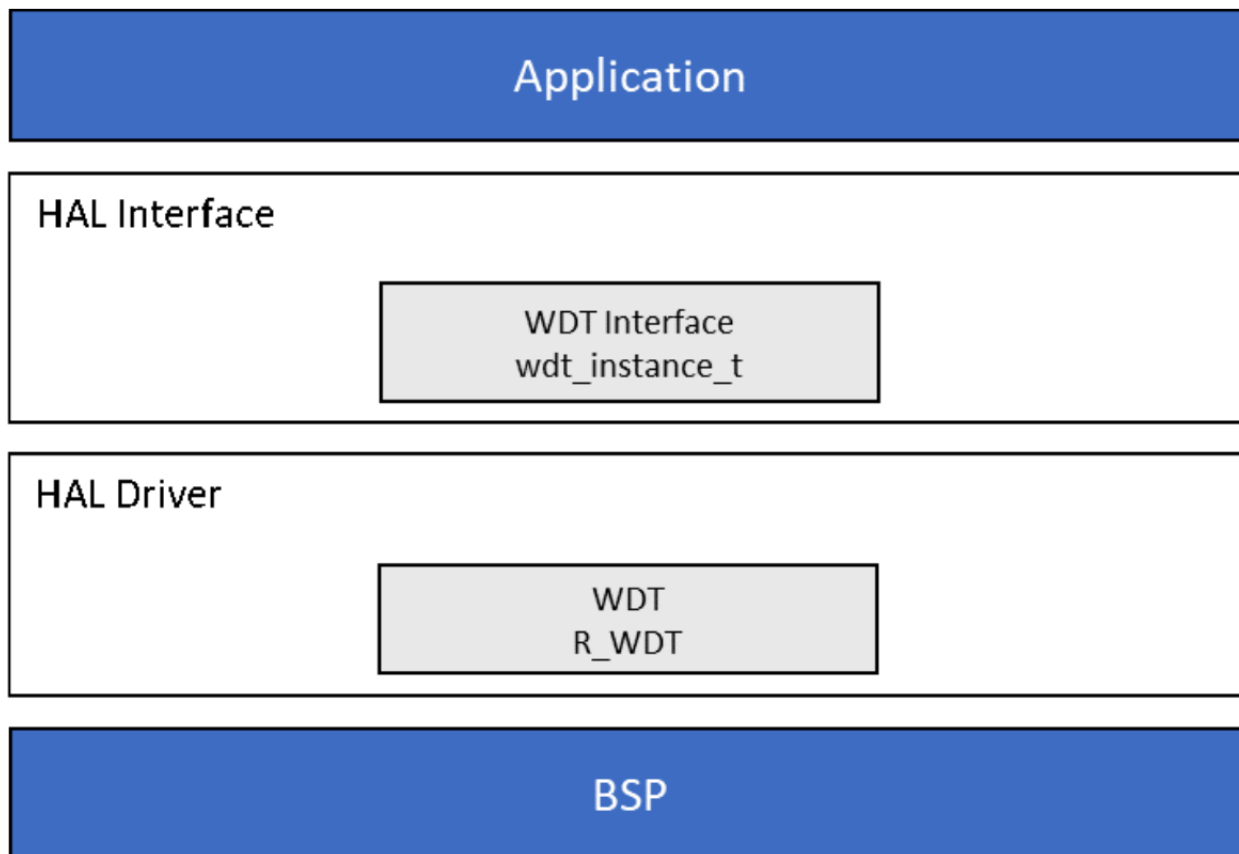 Application
HAL Interface
WDT Interface
wdt_instance_t
HAL Driver
WDT
R_WDT
BSP